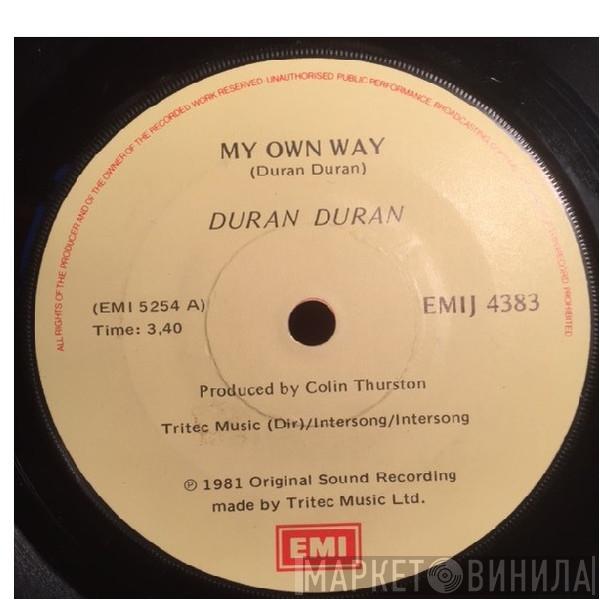 ALL RIGHTS OF THE PRODUCER AND OF THE OWNER OF THE RECORDED WORK RESERVED. UNAUTHORISED PUBLIC PERFORMANCE, BROADCASTING RECORD PROHIBITED
MY OWN WAY
(Duran Duran)
DURAN DURAN
(EMI 5254 A)
EMIJ 4383
Time: 3,40
Produced by Colin Thurston
Tritec Music (Dir)/Intersong/Intersong
℗ 1981 Original Sound Recording
made by Tritec Music Ltd.
EMI
МАРКЕТ ВИНИЛА